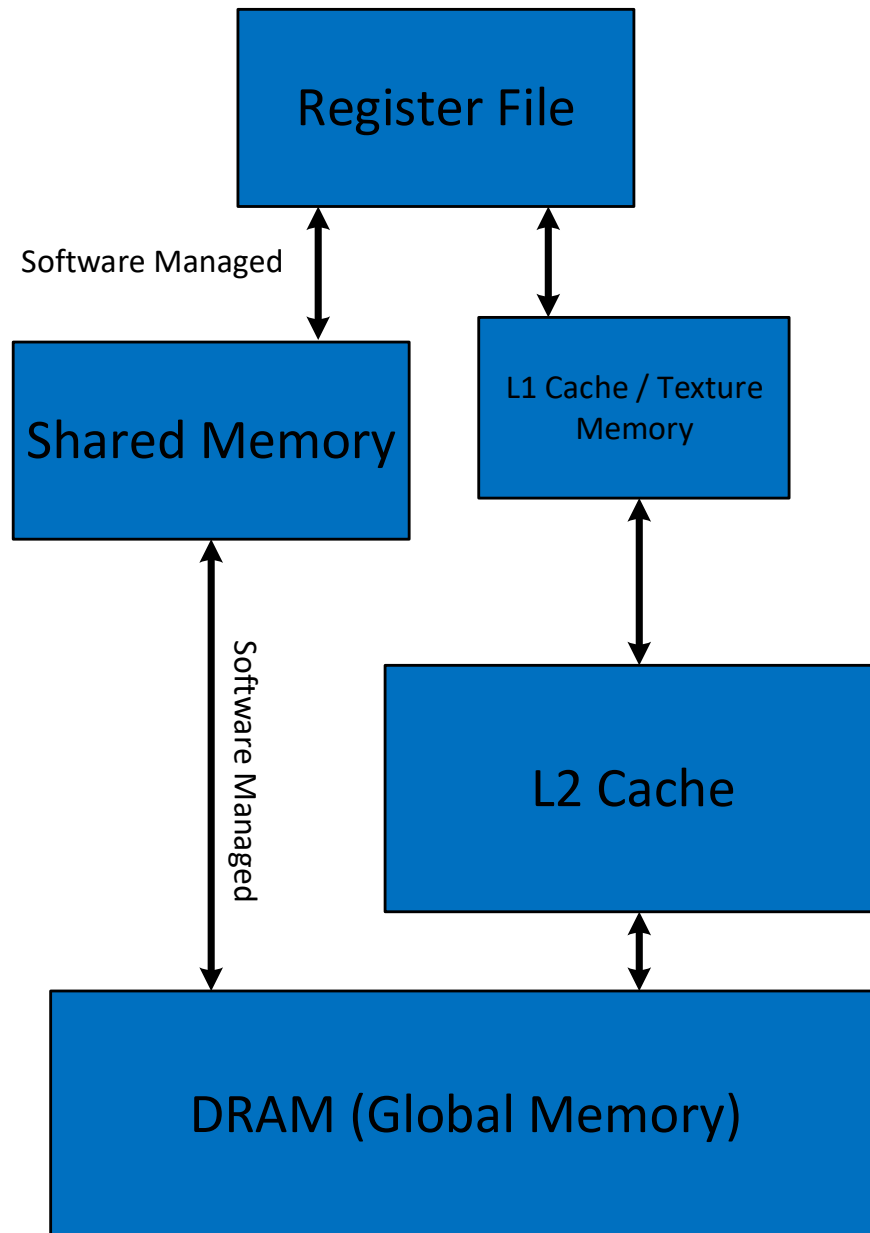 Register File
Software Managed
L1 Cache / Texture
Memory
Shared Memory
Software Managed
L2 Cache
DRAM (Global Memory)